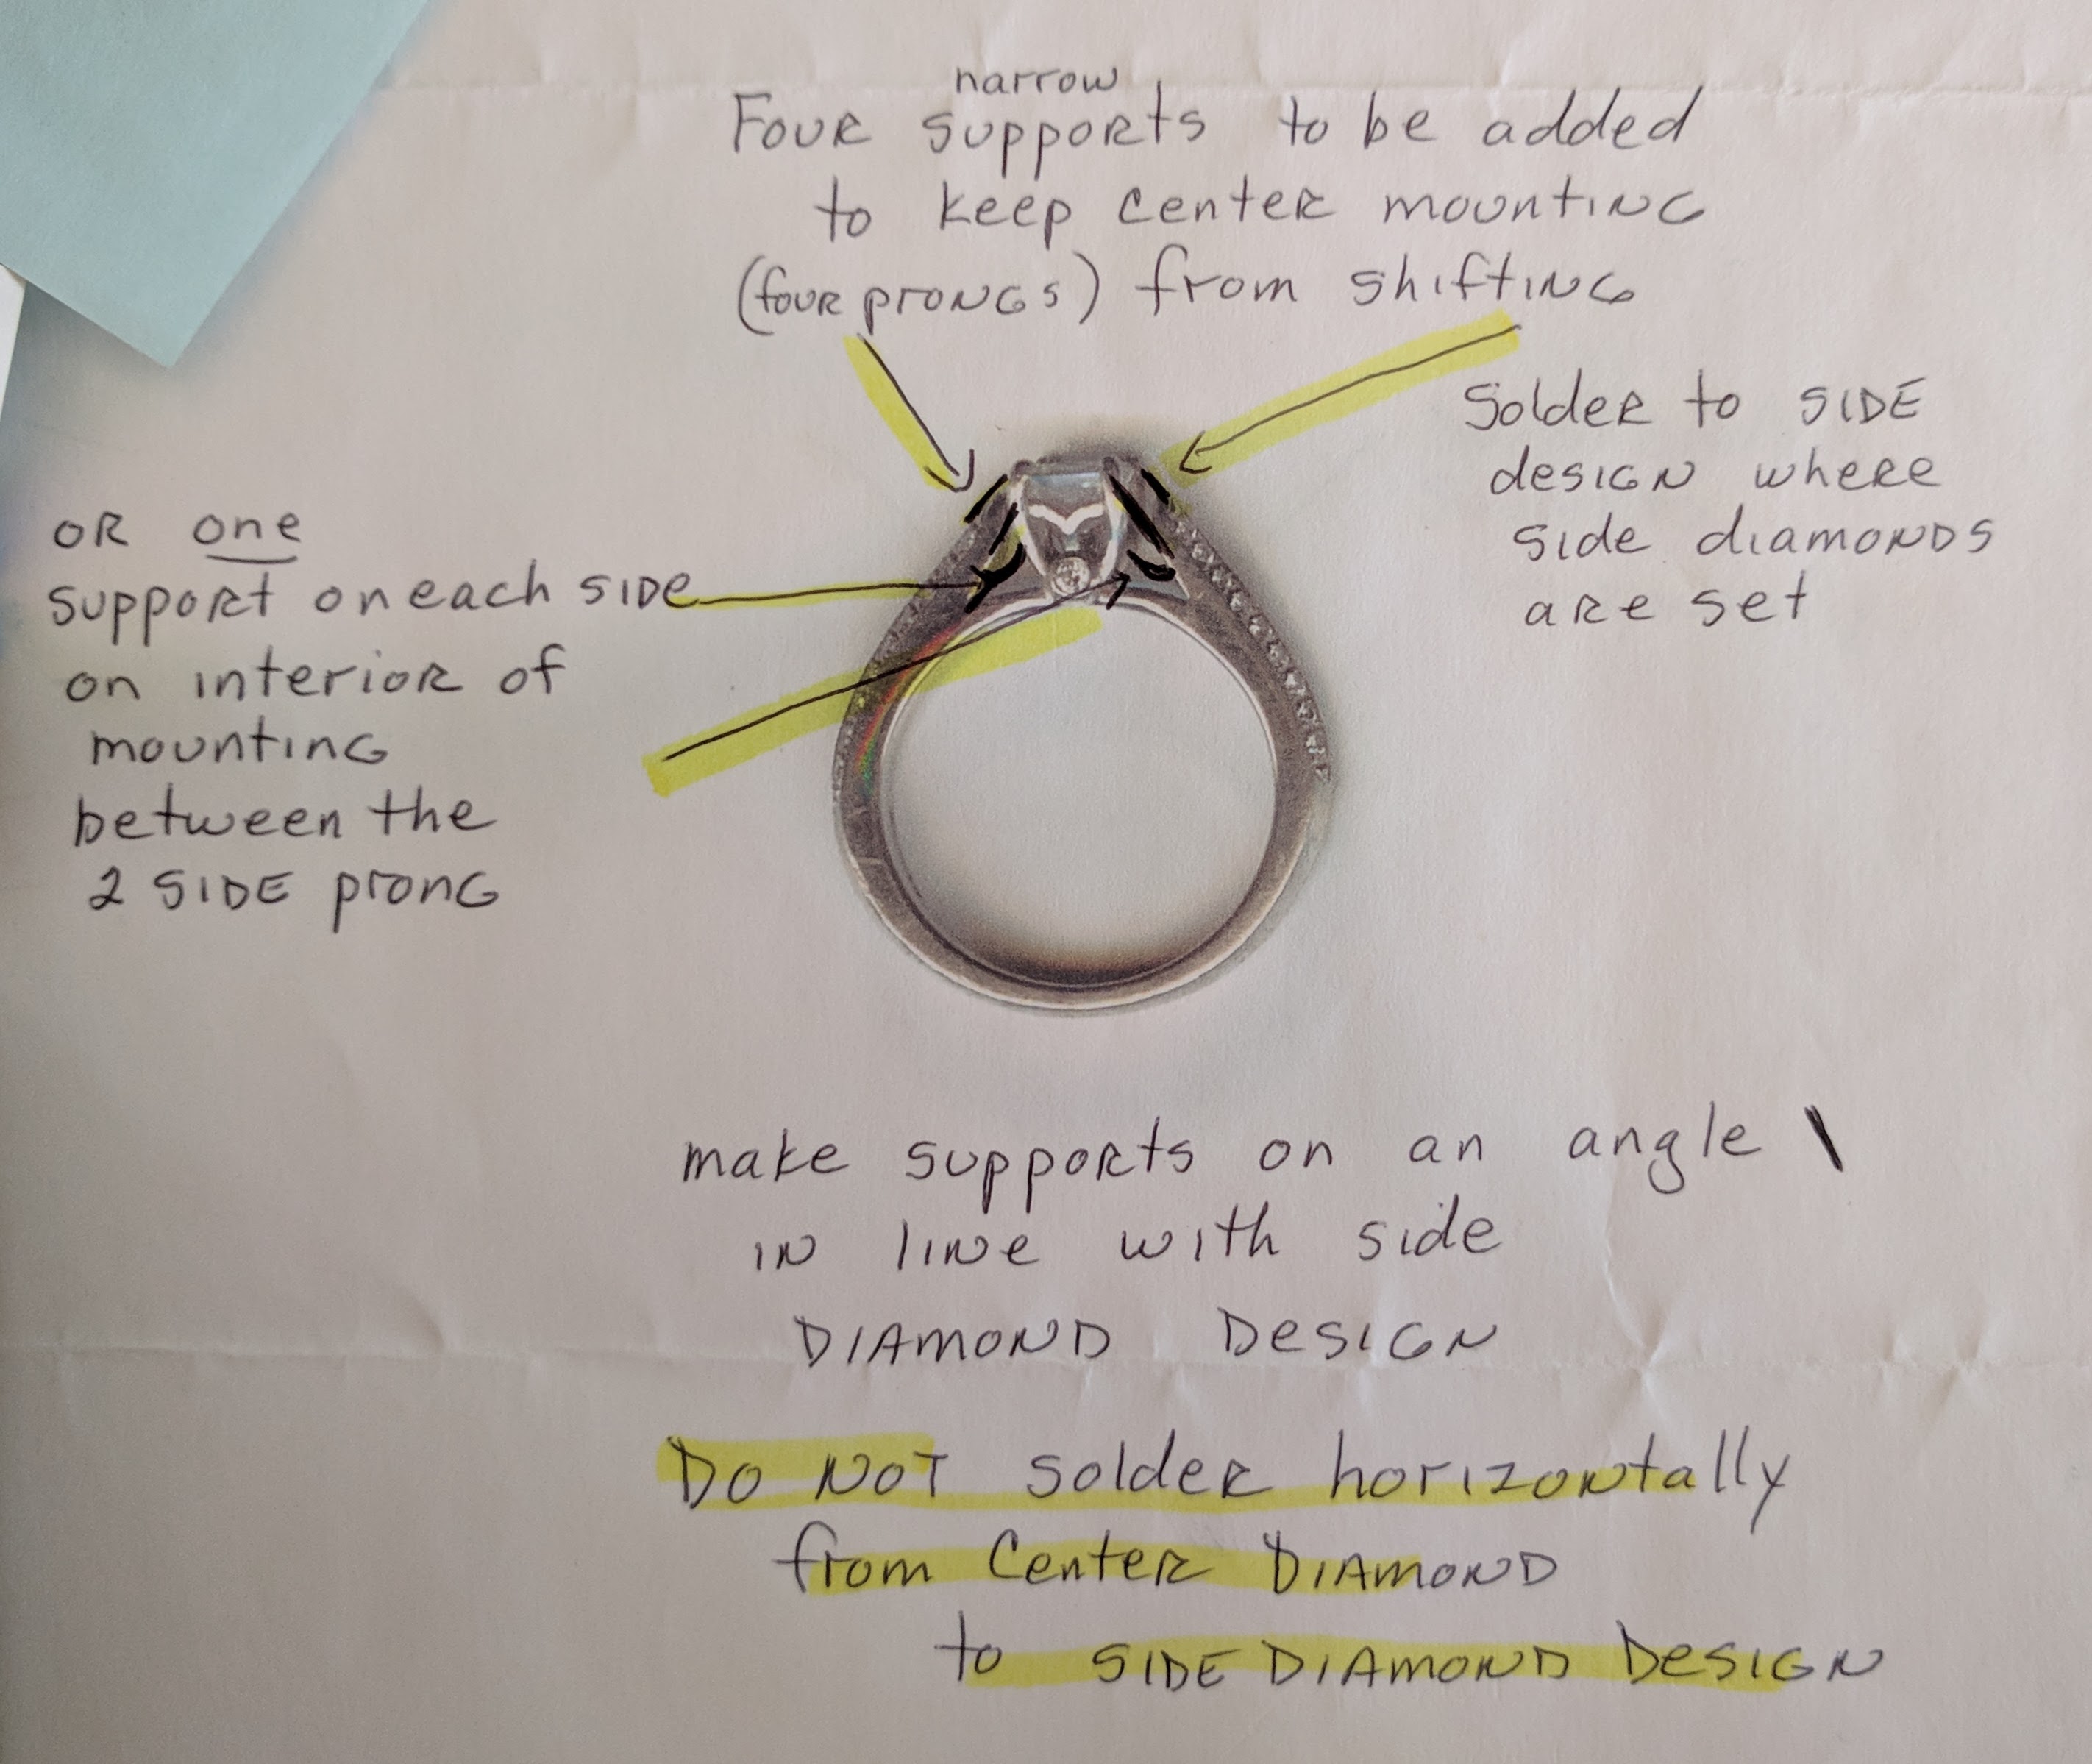 narrow
Four supports to be added
to keep center mounting
(four prongs) from shifting
Solder to SIDE
design where
side diamonds
are set
OR one
support on each SIDE
on interior of
mounting
between the
2 SIDE prong
make supports on an angle \
in line with side
DIAMOND DESIGN
DO NOT solder horizontally
from Center DIAMOND
to SIDE DIAMOND DESIGN